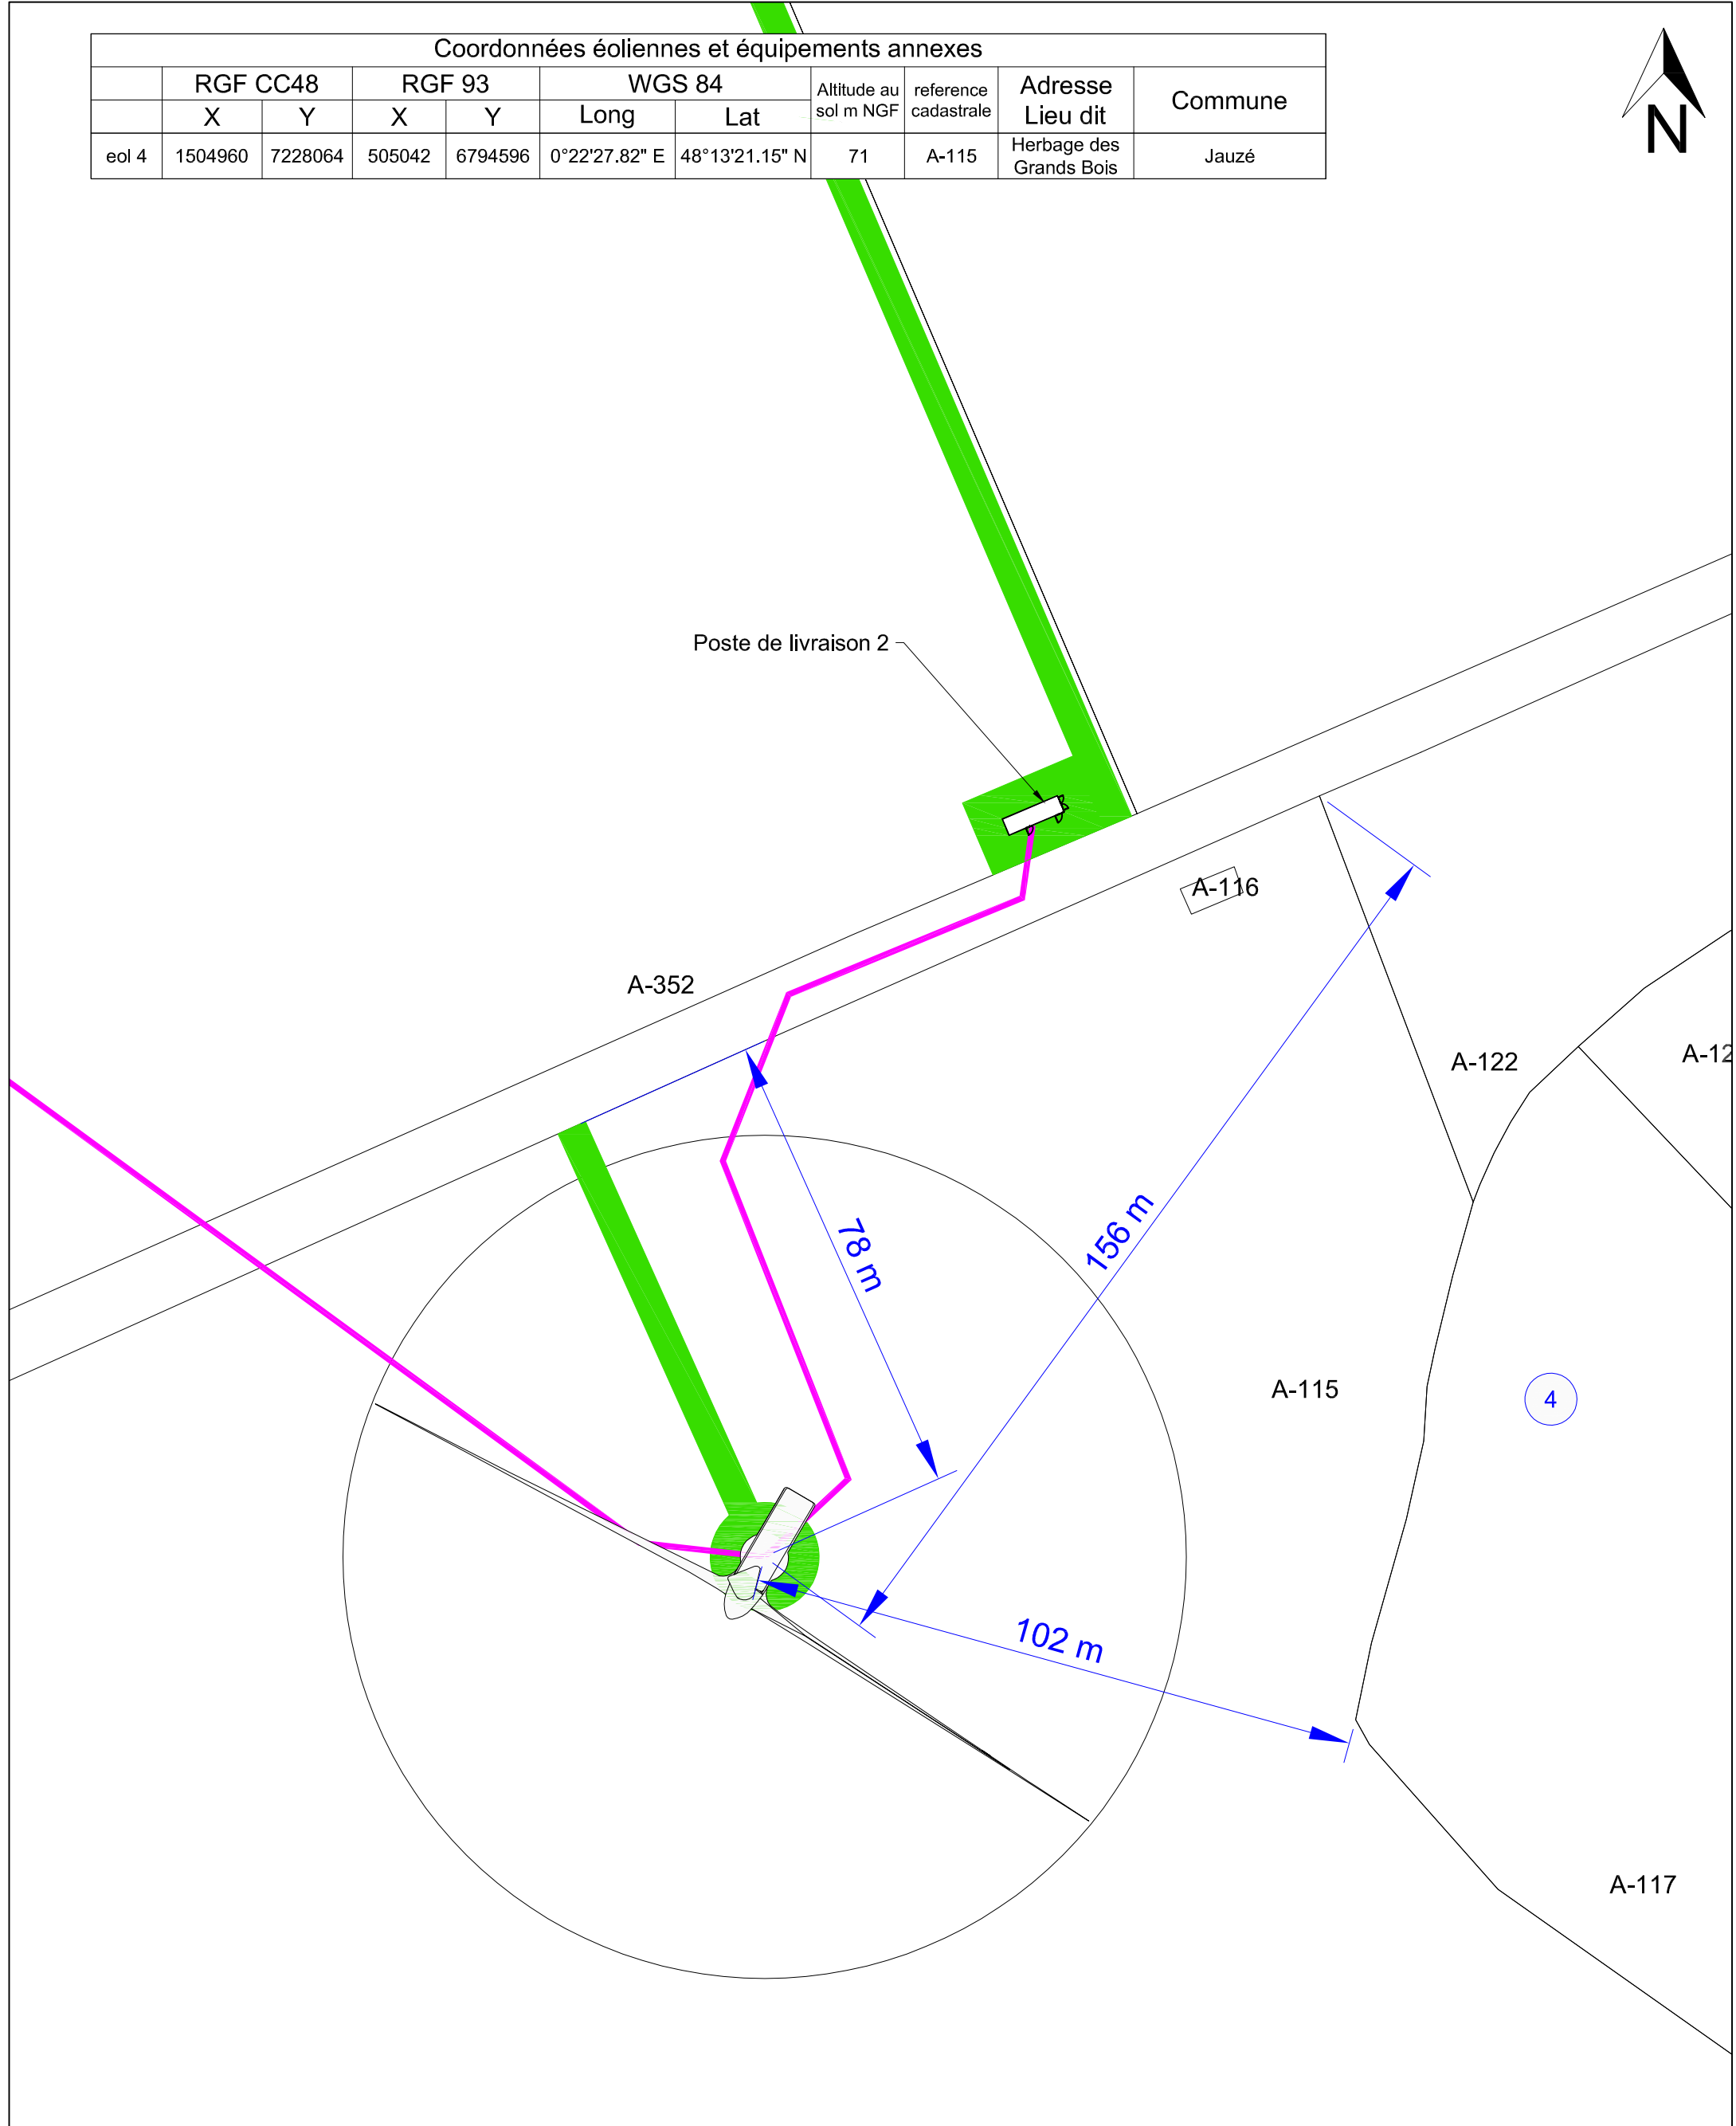 Coordonnées éoliennes et équipements annexes
RGF CC48 RGF 93 WGS 84 Altitude au sol m NGF reference cadastrale Adresse Lieu dit Commune
X Y X Y Long Lat
eol 4 1504960 7228064 505042 6794596 0°22'27.82" E 48°13'21.15" N 71 A-115 Herbage des Grands Bois Jauzé
N
Poste de livraison 2
A-116
A-352
A-122
A-12
78 m
156 m
A-115
4
102 m
A-117